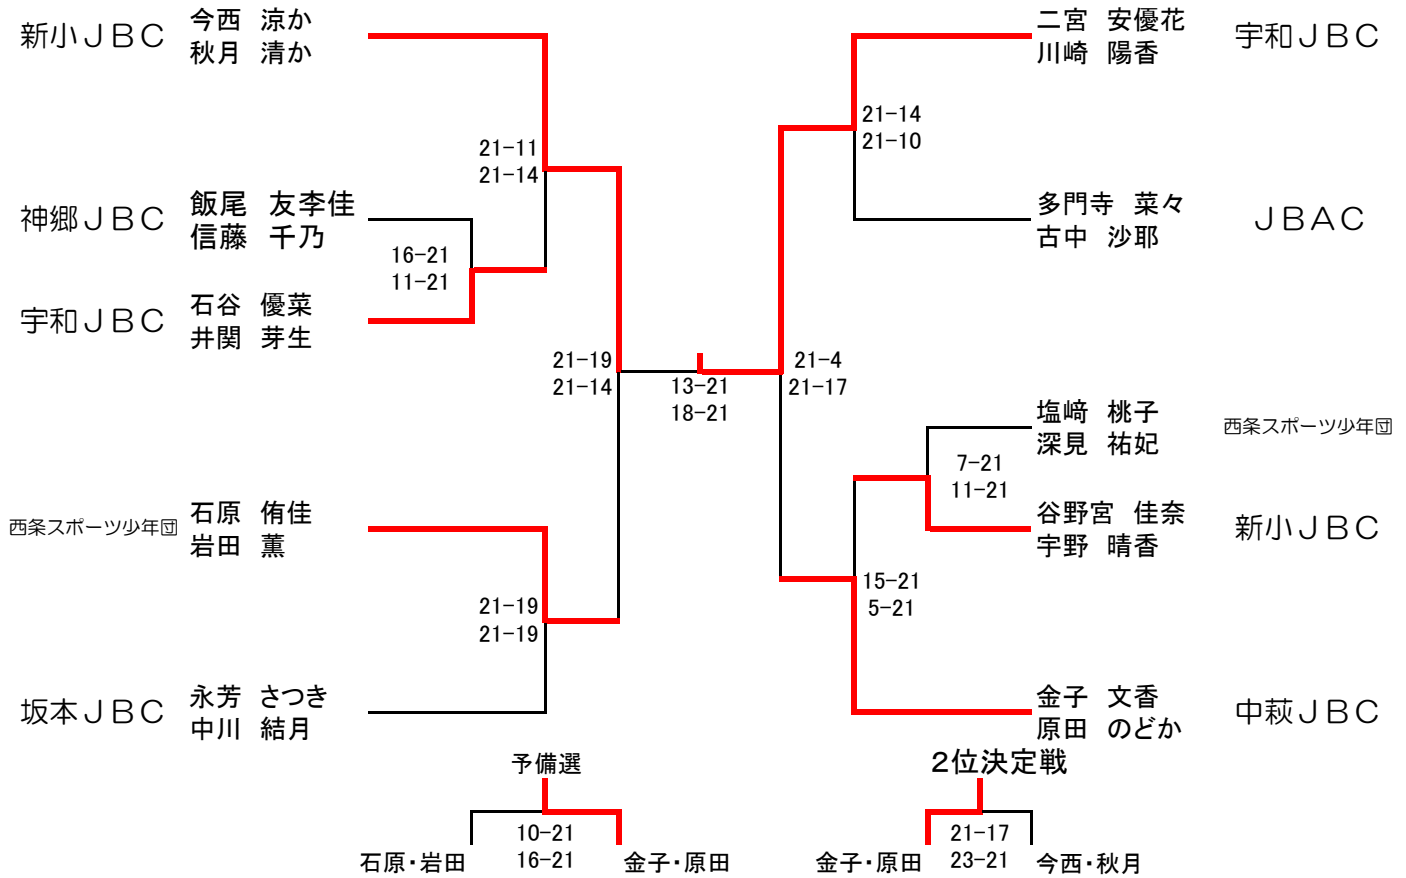 新小ＪＢＣ
今西　涼か
秋月　清か
21-11
21-14
神郷ＪＢＣ
飯尾　友李佳
信藤　千乃
16-21
11-21
宇和ＪＢＣ
石谷　優菜
井関　芽生
21-19
21-14
西条スポーツ少年団
石原　侑佳
岩田　薫
21-19
21-19
坂本ＪＢＣ
永芳　さつき
中川　結月
13-21
18-21
二宮　安優花
川崎　陽香
宇和ＪＢＣ
21-14
21-10
多門寺　菜々
古中　沙耶
ＪＢＡＣ
21-4
21-17
塩﨑　桃子
深見　祐妃
西条スポーツ少年団
7-21
11-21
谷野宮　佳奈
宇野　晴香
新小ＪＢＣ
15-21
5-21
金子　文香
原田　のどか
中萩ＪＢＣ
予備選
10-21
16-21
石原・岩田
金子・原田
２位決定戦
21-17
23-21
金子・原田
今西・秋月